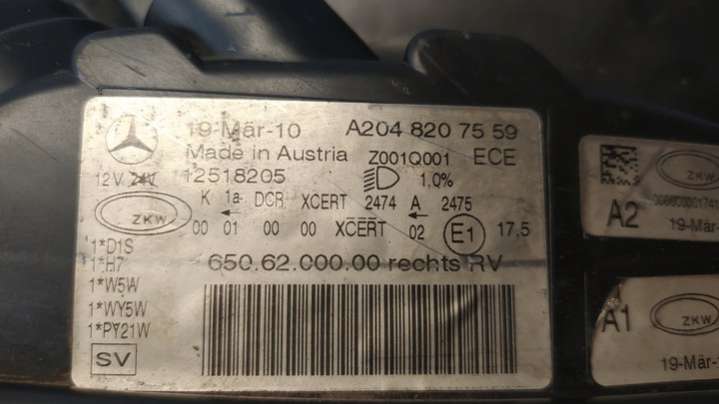 19-Mär-10 A204 820 75 59
Made in Austria Z001Q001 ECE
12V 24V 12518205 1.0%
K 1a DCR XCERT 2474 A 2475
ZKW 00 01 00 00 XCERT 02 E1 17,5
650.62.000.00 rechts RV
1*D1S
1*H7
1*W5W
1*WY5W
1*PY21W
SV
A2
ZKW
19-Mär
A1
ZKW
19-Mär-